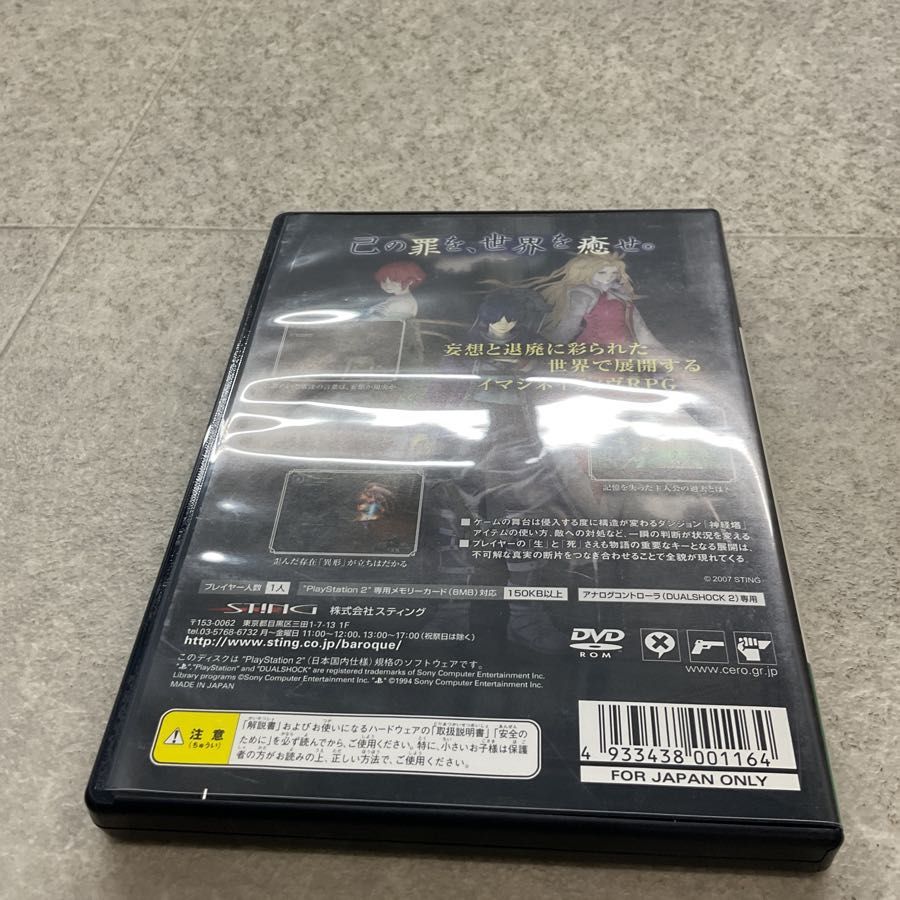 己の罪を、世界を癒せ。
妄想と退廃に彩られた
世界で展開する
RPG
記憶を失った主人公の過去とは?
歪んだ存在「異形」が立ちはだかる
■ゲームの舞台は侵入する度に構造が変わるダンジョン「神経塔」
アイテムの使い方、敵への対処など、一瞬の判断が状況を変える
■プレイヤーの「生」と「死」さえも物語の重要なキーとなる展開は、
不可解な真実の断片をつなぎ合わせることで全貌が現れてくる。
© 2007 STING
プレイヤー人数 1人 "PlayStation 2"専用メモリーカード(8MB)対応 150KB以上 アナログコントローラ(DUALSHOCK 2)専用
STING 株式会社スティング
〒153-0062 東京都目黒区三田1-7-13 1F
tel.03-5768-6732 月〜金曜日 11:00〜12:00、13:00〜17:00(祝祭日は除く)
http://www.sting.co.jp/baroque/
このディスクは "PlayStation 2"(日本国内仕様)規格のソフトウェアです。
"PlayStation" and "DUALSHOCK" are registered trademarks of Sony Computer Entertainment Inc.
Library programs ©Sony Computer Entertainment Inc. ©1994 Sony Computer Entertainment Inc.
MADE IN JAPAN
DVD
ROM
www.cero.gr.jp
注意
(ちゅうい)
「解説書」およびお使いになるハードウェアの「取扱説明書」「安全の
ために」を必ず読んでから、ご使用ください。特に、小さいお子様は保護
者の方がお読みの上、正しい方法で、ご使用ください。
4 933438 001164
FOR JAPAN ONLY